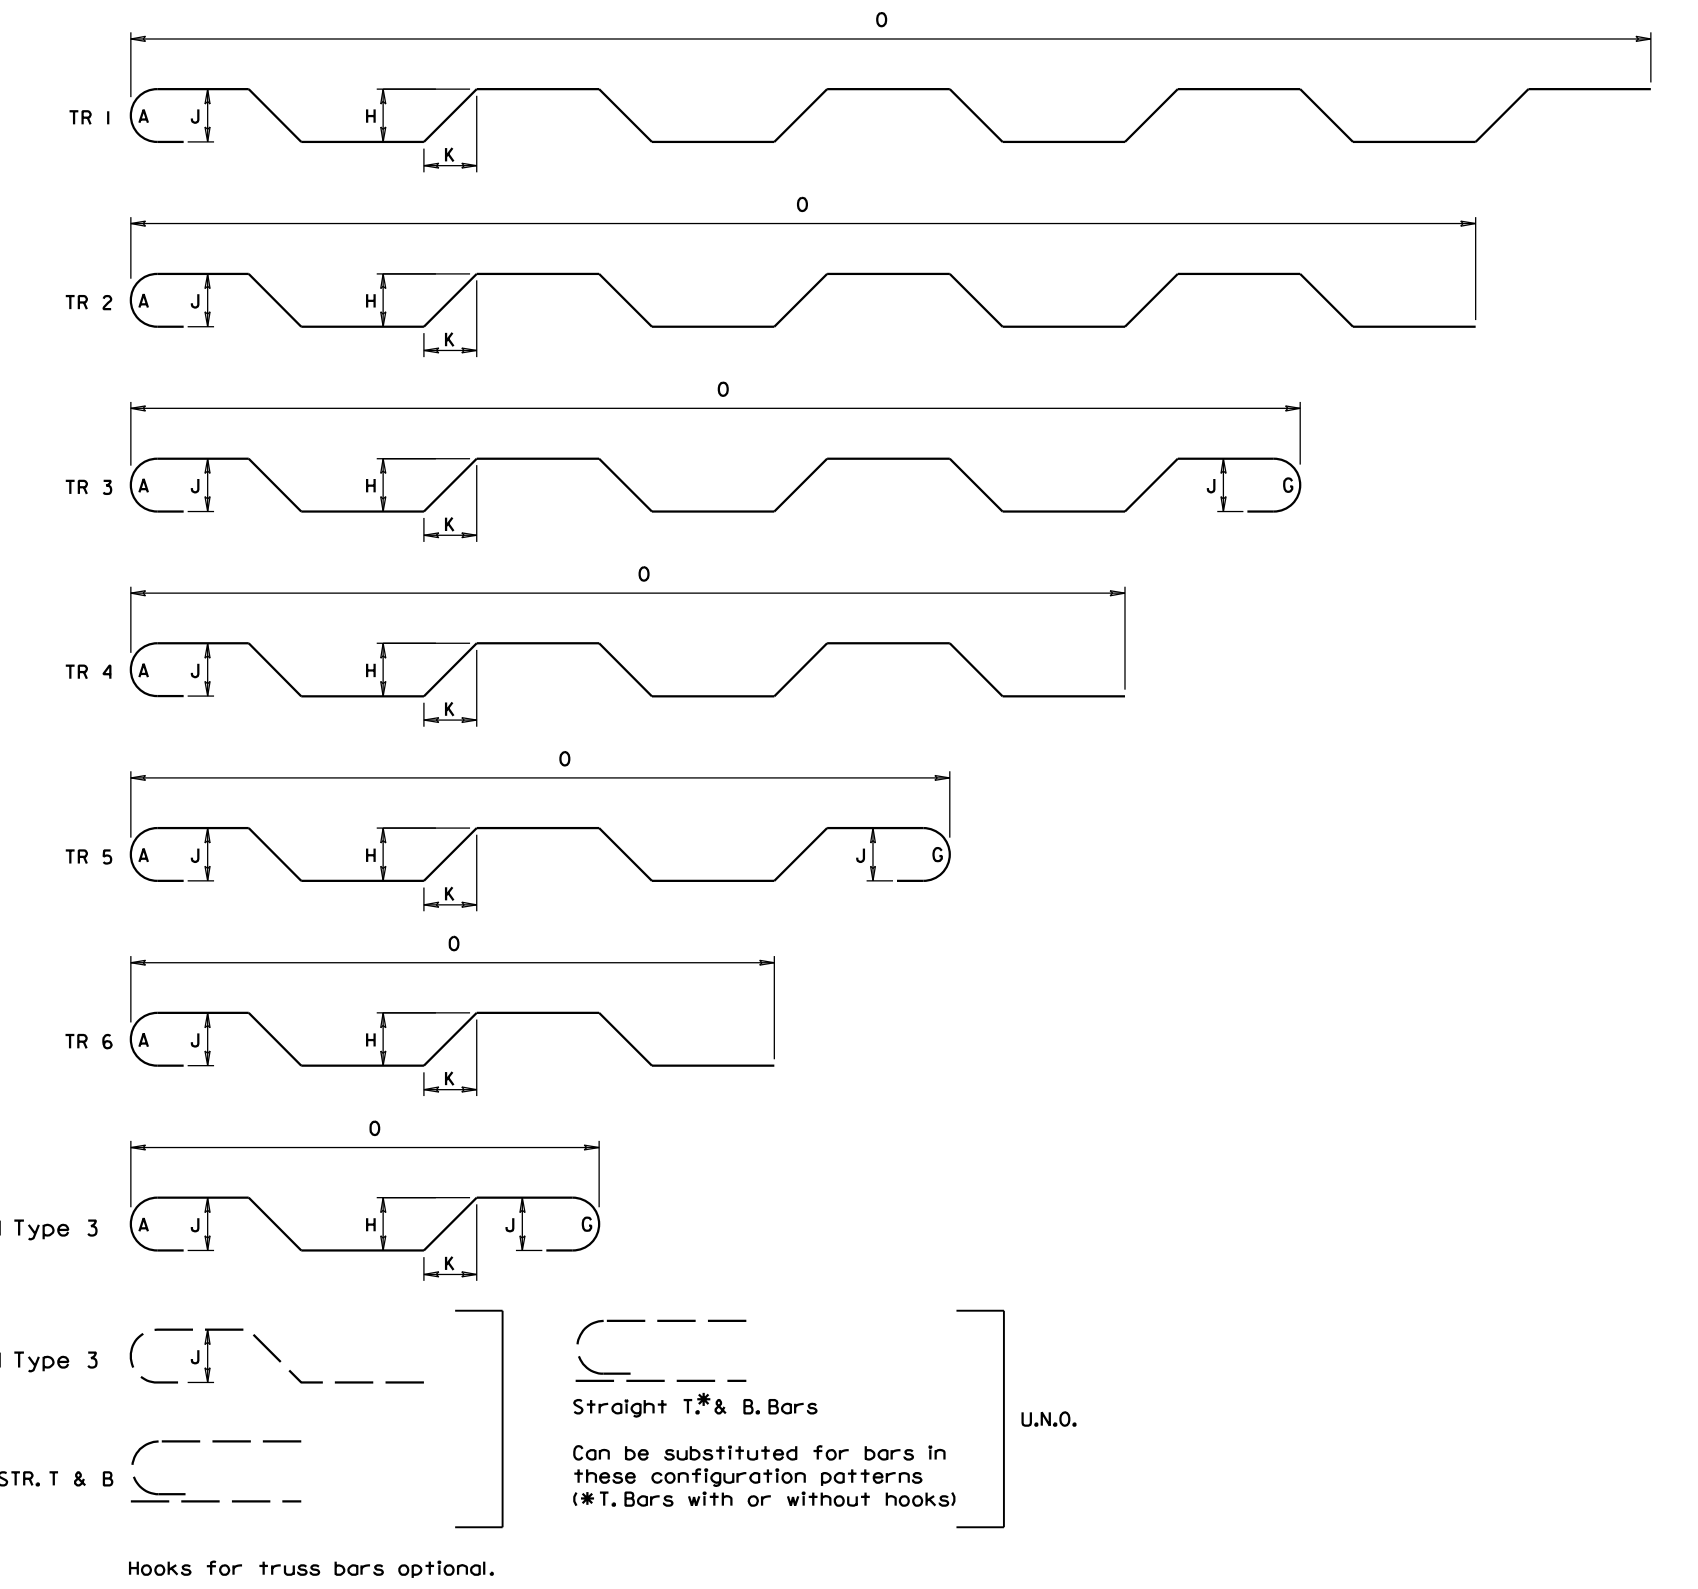 O
TR 1 A J H
K
O
TR 2 A J H
K
O
TR 3 A J H J G
K
O
TR 4 A J H
K
O
TR 5 A J H J G
K
O
TR 6 A J H
K
O
Type 3 A J H J G
K
Type 3 J
STR. T & B
Straight T.* & B. Bars
Can be substituted for bars in
these configuration patterns
(*T. Bars with or without hooks)
U.N.O.
Hooks for truss bars optional.